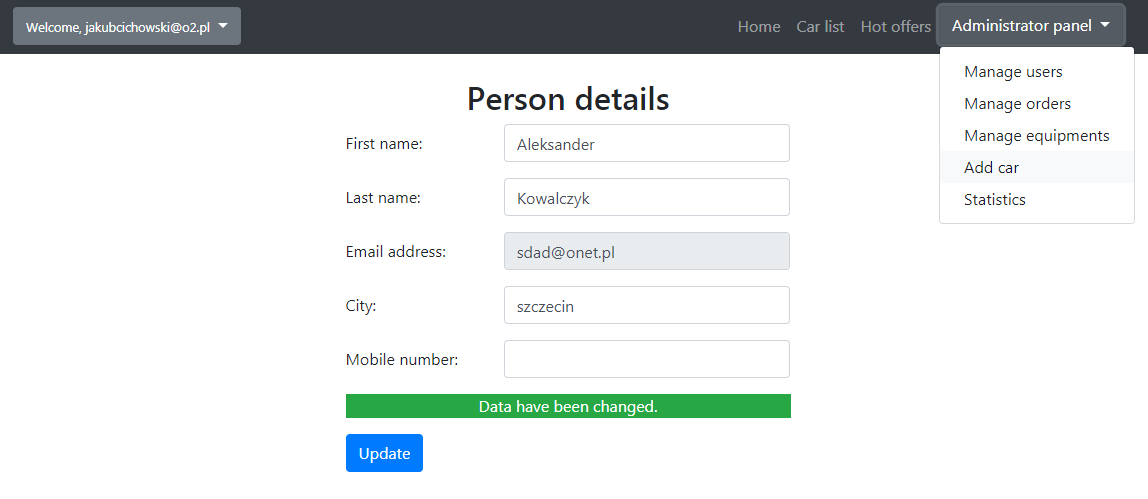 Welcome, jakubcichowski@o2.pl
Home Car list Hot offers Administrator panel
Manage users
Manage orders
Manage equipments
Add car
Statistics
Person details
First name: Aleksander
Last name: Kowalczyk
Email address: sdad@onet.pl
City: szczecin
Mobile number:
Data have been changed.
Update